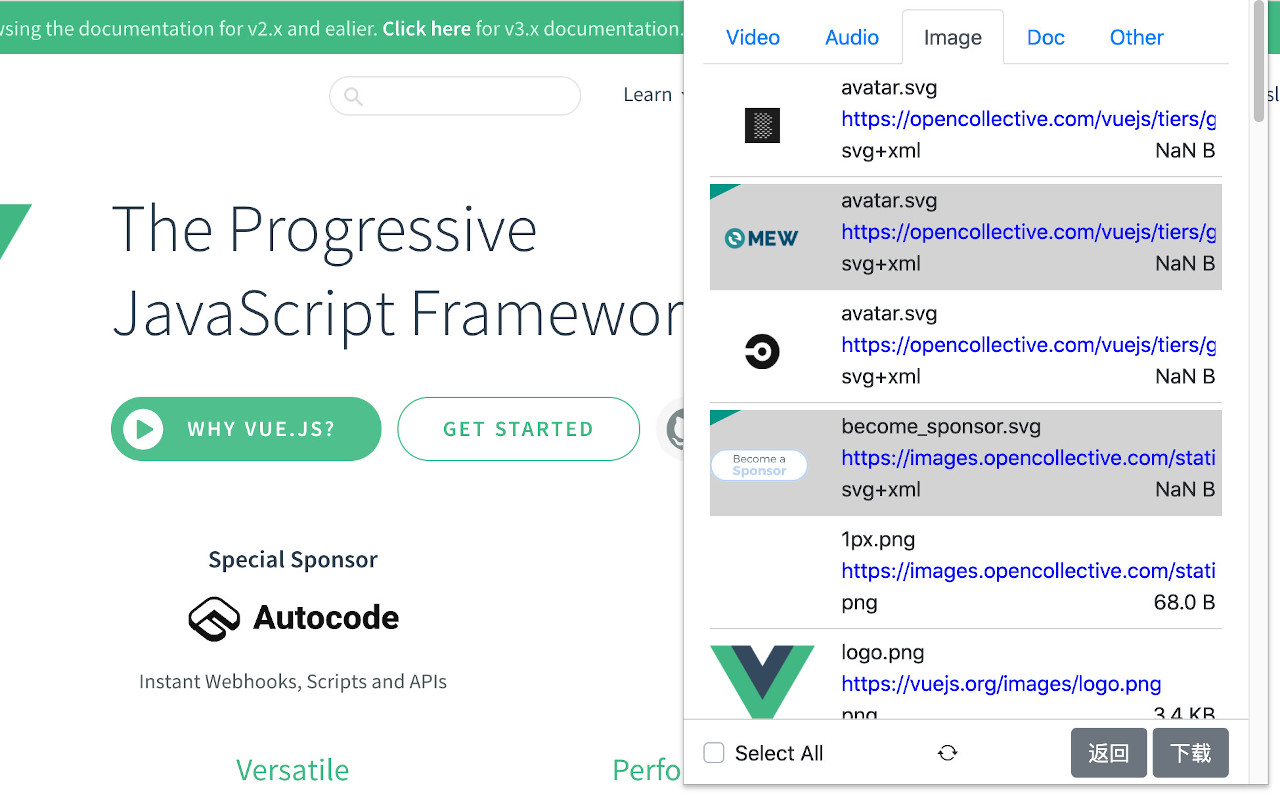 wsing the documentation for v2.x and ealier. Click here for v3.x documentation.
Learn
The Progressive
JavaScript Framewor
WHY VUE.JS?
GET STARTED
Special Sponsor
Autocode
Instant Webhooks, Scripts and APIs
Versatile
Perfo
Video
Audio
Image
Doc
Other
avatar.svg
https://opencollective.com/vuejs/tiers/g
svg+xml
NaN B
MEW
avatar.svg
https://opencollective.com/vuejs/tiers/g
svg+xml
NaN B
avatar.svg
https://opencollective.com/vuejs/tiers/g
svg+xml
NaN B
Become a
Sponsor
become_sponsor.svg
https://images.opencollective.com/stati
svg+xml
NaN B
1px.png
https://images.opencollective.com/stati
png
68.0 B
logo.png
https://vuejs.org/images/logo.png
png
3.4 KB
Select All
返回
下载